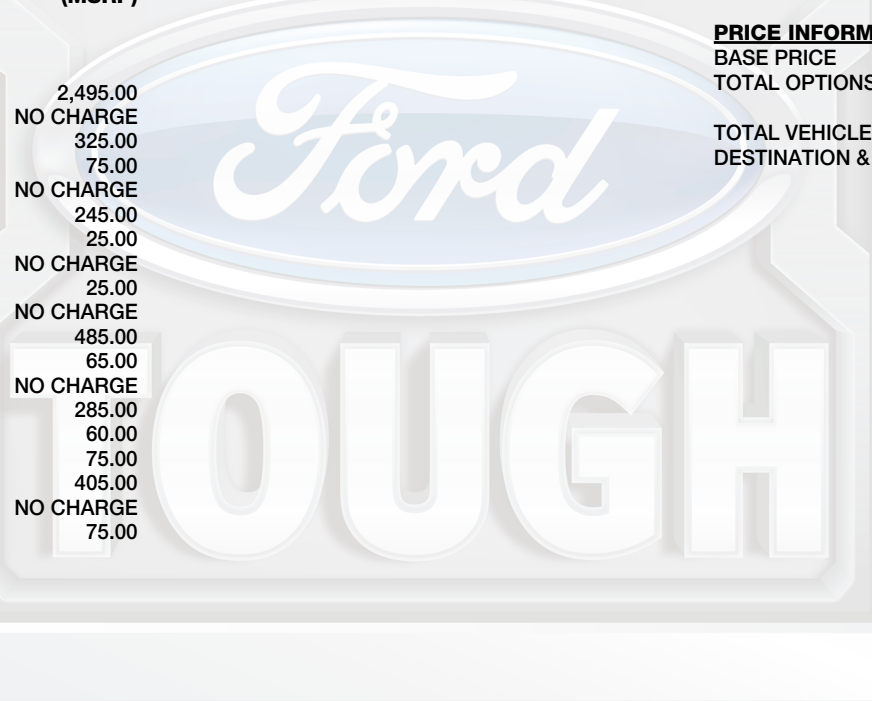 (MSRP)
2,495.00
NO CHARGE
325.00
75.00
NO CHARGE
245.00
25.00
NO CHARGE
25.00
NO CHARGE
485.00
65.00
NO CHARGE
285.00
60.00
75.00
405.00
NO CHARGE
75.00
PRICE INFORM
BASE PRICE
TOTAL OPTIONS
TOTAL VEHICLE
DESTINATION &
Ford
TOUGH